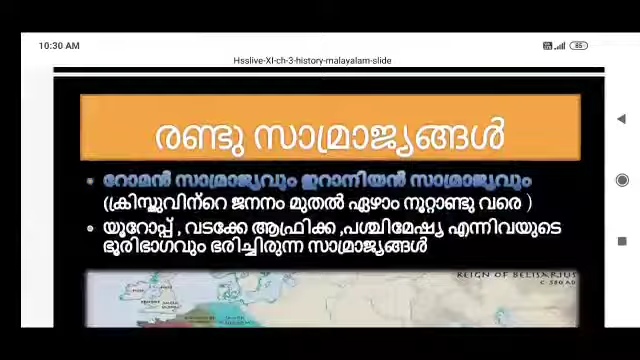 10:30 AM
85
Hsslive-XI-ch-3-history-malayalam-slide
രണ്ടു സാമ്രാജ്യങ്ങൾ
• റോമൻ സാമ്രാജ്യവും ഇറാനിയൻ സാമ്രാജ്യവും
(ക്രിസ്തുവിന്റെ ജനനം മുതൽ ഏഴാം നൂറ്റാണ്ടു വരെ )
• യൂറോപ്പ് , വടക്കേ ആഫ്രിക്ക ,പശ്ചിമേഷ്യ എന്നിവയുടെ
ഭൂരിഭാഗവും ഭരിച്ചിരുന്ന സാമ്രാജ്യങ്ങൾ
REIGN OF BELISARIUS